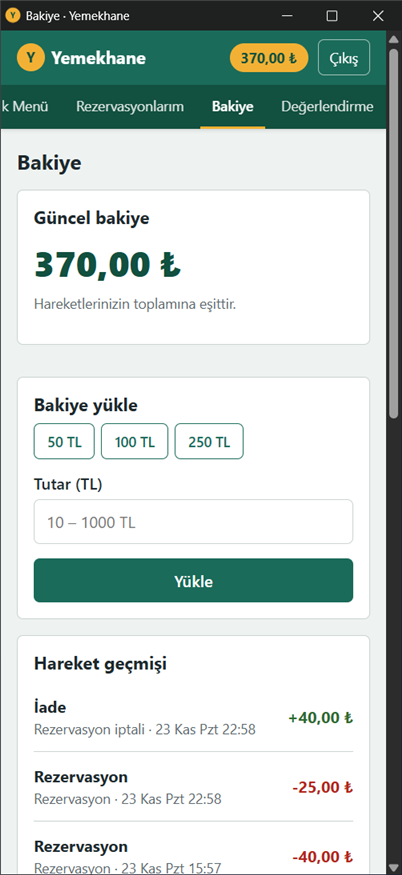 Y Bakiye · Yemekhane
Y Yemekhane 370,00 ₺ Çıkış
k Menü Rezervasyonlarım Bakiye Değerlendirme
Bakiye
Güncel bakiye
370,00 ₺
Hareketlerinizin toplamına eşittir.
Bakiye yükle
50 TL 100 TL 250 TL
Tutar (TL)
10 – 1000 TL
Yükle
Hareket geçmişi
İade
+40,00 ₺
Rezervasyon iptali · 23 Kas Pzt 22:58
Rezervasyon
-25,00 ₺
Rezervasyon · 23 Kas Pzt 22:58
Rezervasyon
-40,00 ₺
Rezervasyon · 23 Kas Pzt 15:57